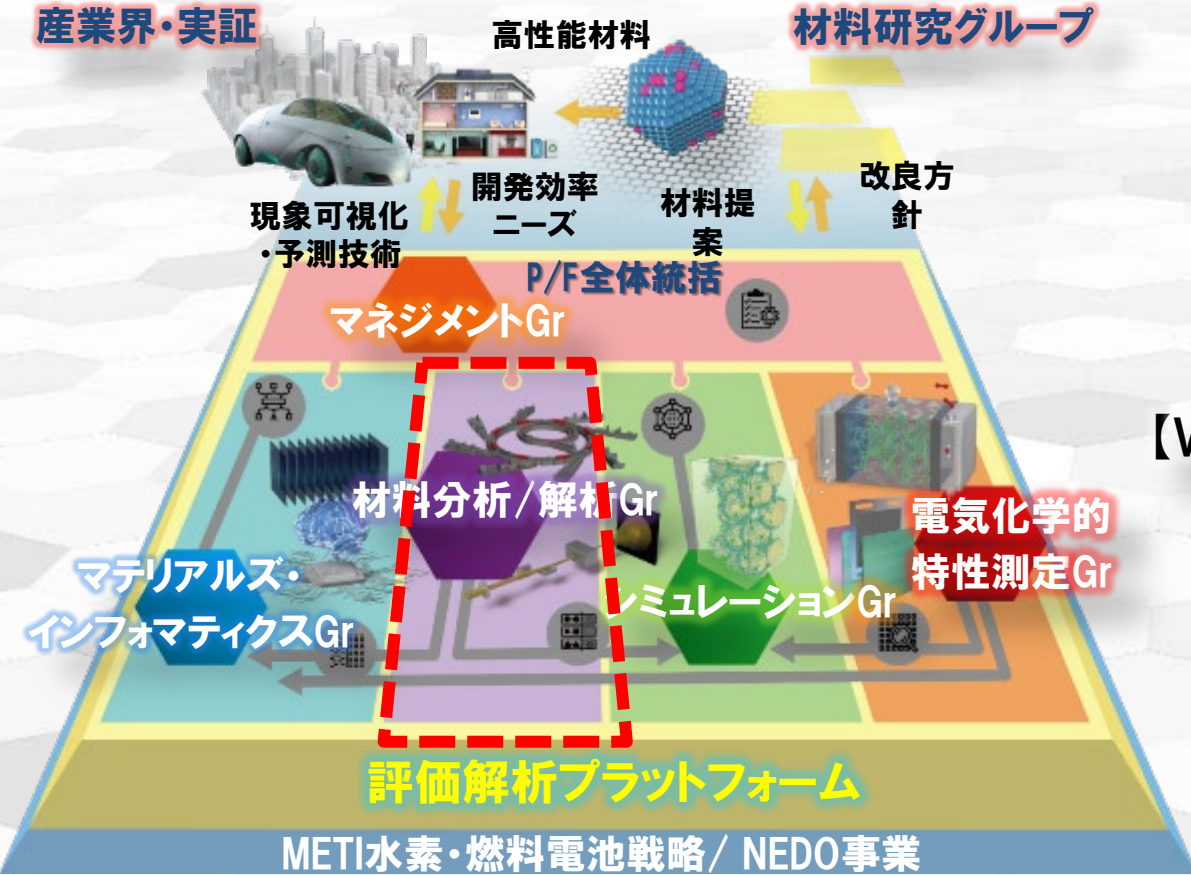 産業界・実証
高性能材料
材料研究グループ
現象可視化
・予測技術
開発効率
ニーズ
材料提
案
改良方
針
P/F全体統括
マネジメントGr
材料分析/解析Gr
電気化学的
特性測定Gr
マテリアルズ・
インフォマティクスGr
シミュレーションGr
評価解析プラットフォーム
METI水素・燃料電池戦略/ NEDO事業
【V